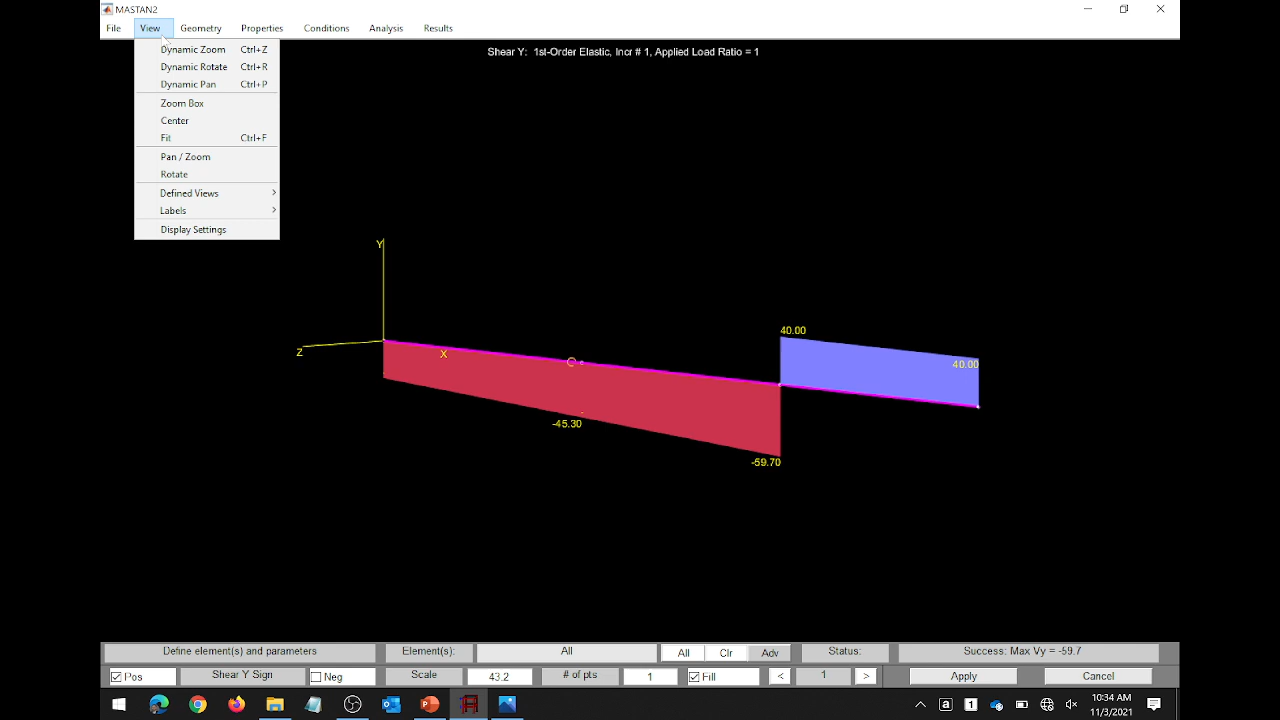 MASTAN2
File View Geometry Properties Conditions Analysis Results
Shear Y: 1st-Order Elastic, Incr # 1, Applied Load Ratio = 1
Dynamic Zoom Ctrl+Z
Dynamic Rotate Ctrl+R
Dynamic Pan Ctrl+P
Zoom Box
Center
Fit Ctrl+F
Pan / Zoom
Rotate
Defined Views
Labels
Display Settings
Y
Z
X
40.00
40.00
-45.30
-59.70
Define element(s) and parameters Element(s): All All Clr Adv Status: Success: Max Vy = -59.7
Pos Shear Y Sign Neg Scale 43.2 # of pts 1 Fill < 1 > Apply Cancel
10:34 AM
11/3/2021